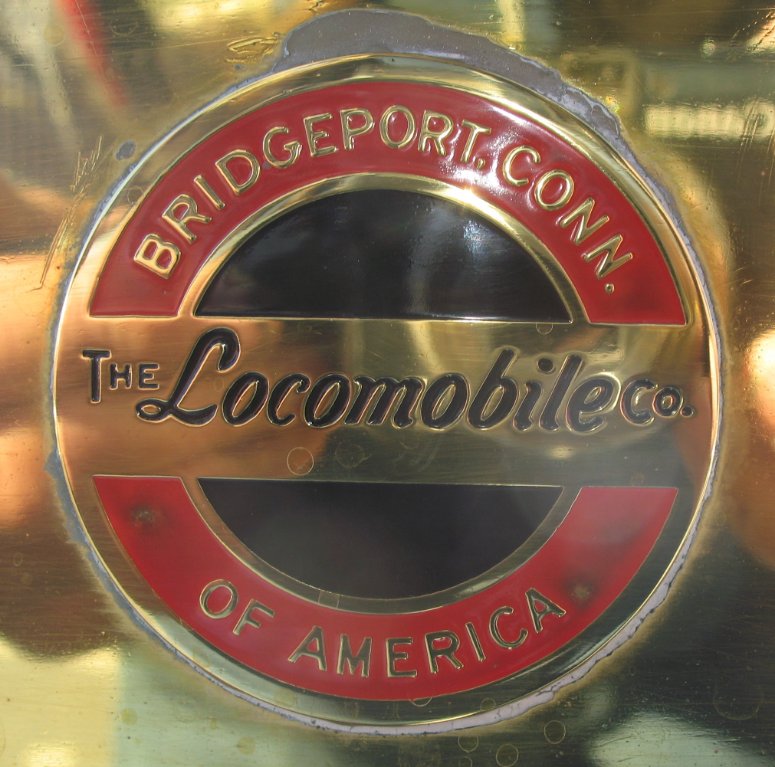 BRIDGEPORT, CONN.
THE Locomobile Co.
OF AMERICA